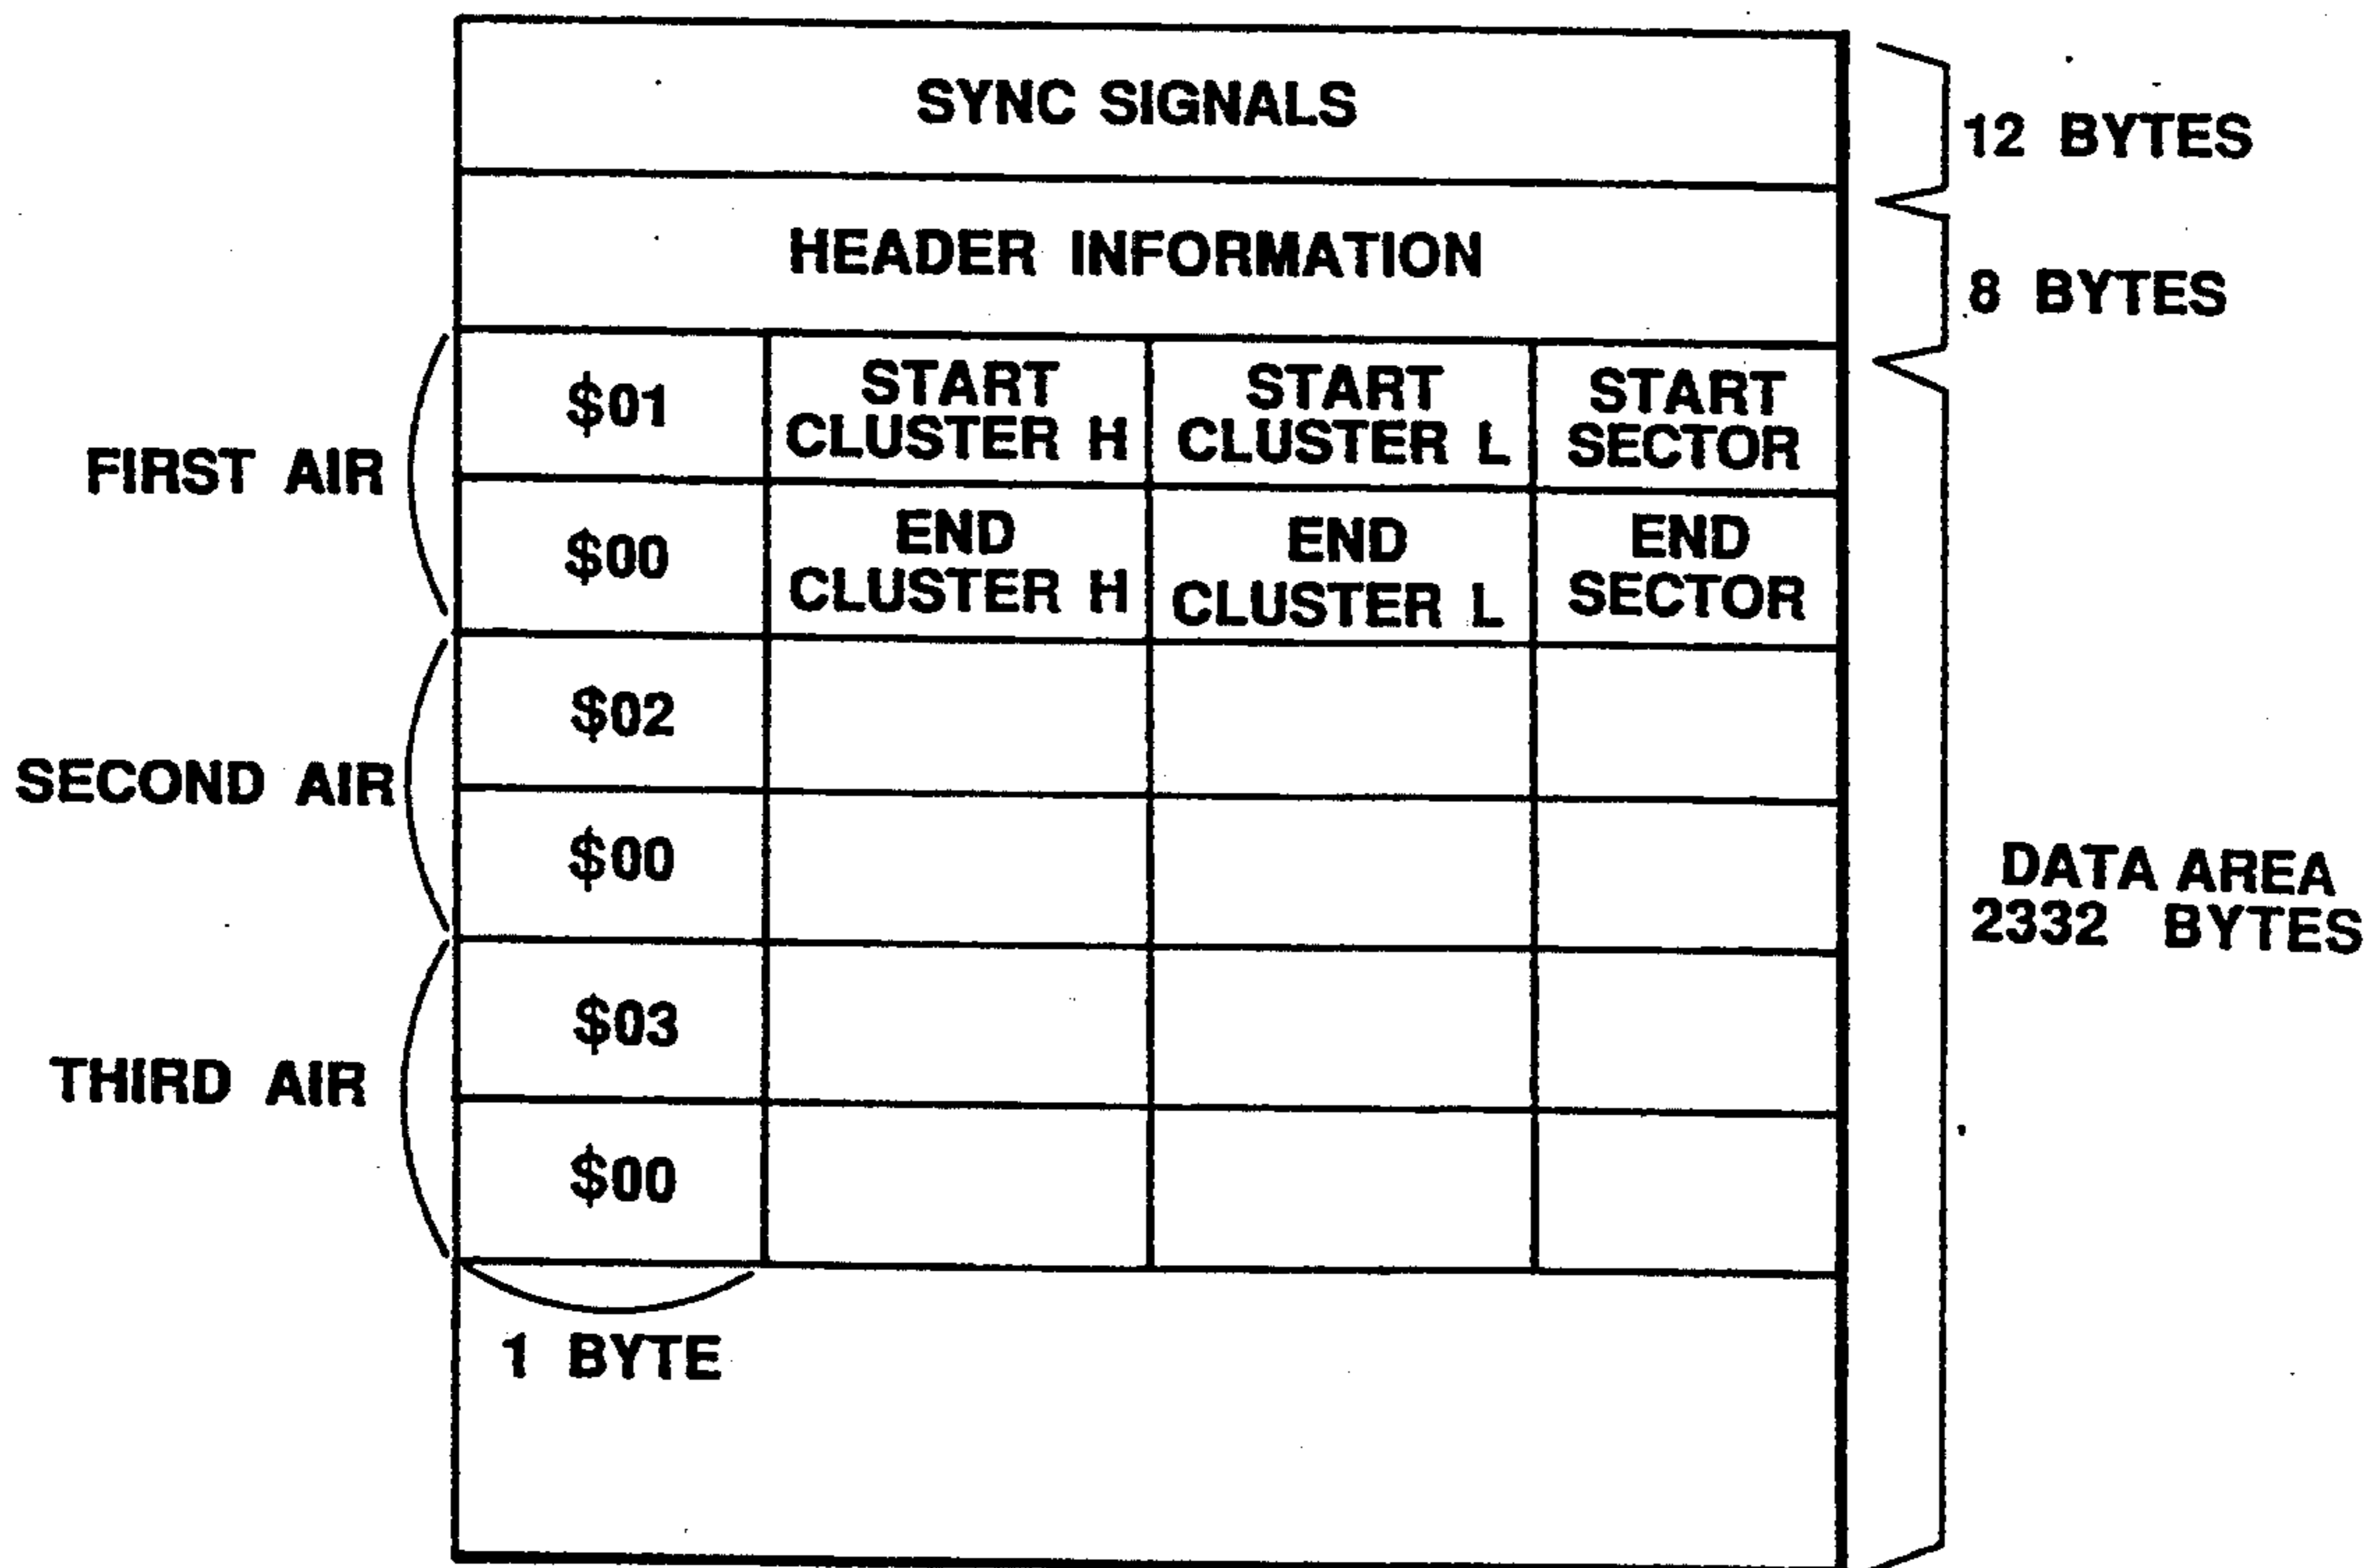 SYNC SIGNALS
12 BYTES
HEADER INFORMATION
8 BYTES
FIRST AIR
$01
START
CLUSTER H
START
CLUSTER L
START
SECTOR
$00
END
CLUSTER H
END
CLUSTER L
END
SECTOR
SECOND AIR
$02
$00
DATA AREA
2332 BYTES
THIRD AIR
$03
$00
1 BYTE